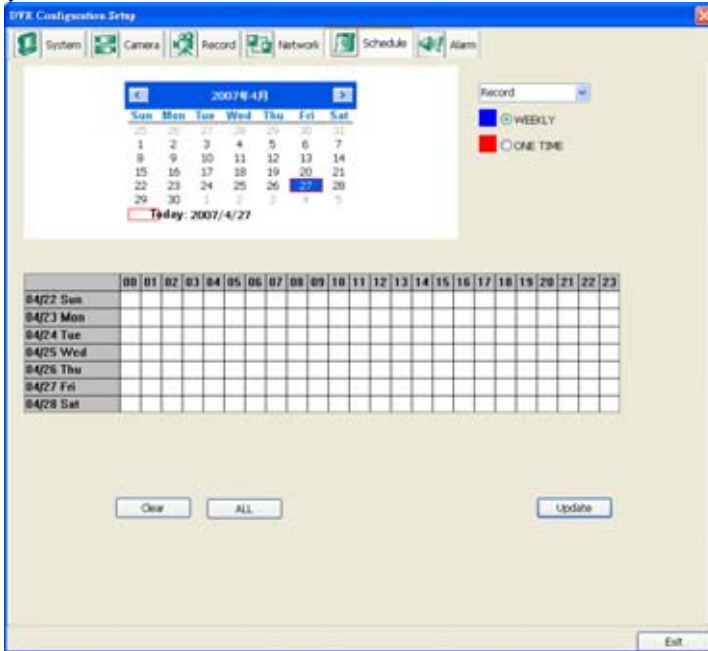 DVR Configuration Setup
System Camera Record Network Schedule Alarm
2007年4月
Sun Mon Tue Wed Thu Fri Sat
25 26 27 28 29 30 31
1 2 3 4 5 6 7
8 9 10 11 12 13 14
15 16 17 18 19 20 21
22 23 24 25 26 27 28
29 30 1 2 3 4 5
Today: 2007/4/27
Record
WEEKLY
ONE TIME
00 01 02 03 04 05 06 07 08 09 10 11 12 13 14 15 16 17 18 19 20 21 22 23
04/22 Sun
04/23 Mon
04/24 Tue
04/25 Wed
04/26 Thu
04/27 Fri
04/28 Sat
Clear ALL Update
Exit